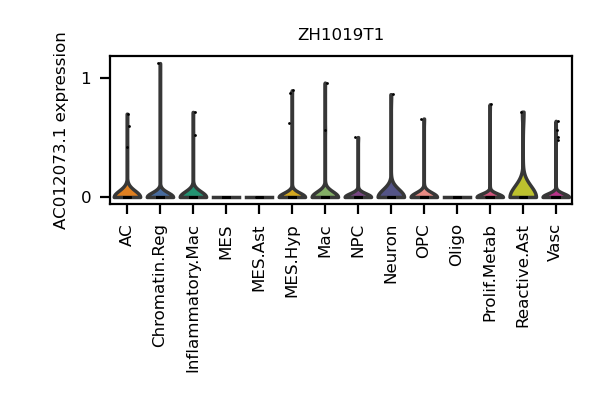 ZH1019T1
AC012073.1 expression
1
0
AC
Chromatin.Reg
Inflammatory.Mac
MES
MES.Ast
MES.Hyp
Mac
NPC
Neuron
OPC
Oligo
Prolif.Metab
Reactive.Ast
Vasc